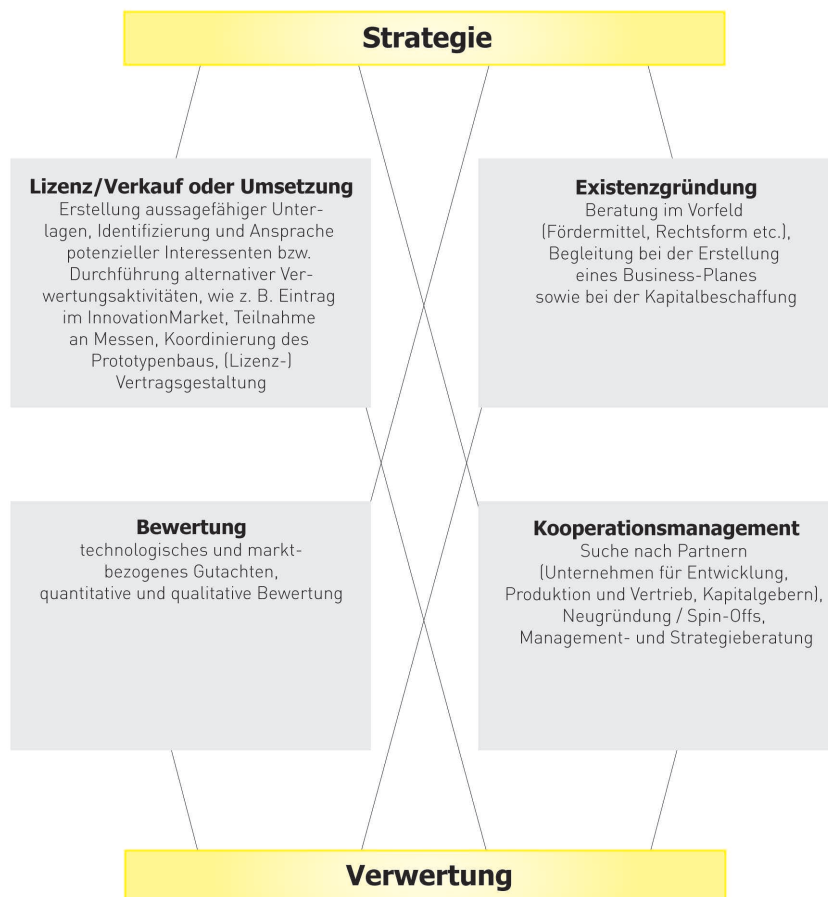 Strategie
Lizenz/Verkauf oder Umsetzung
Erstellung aussagefähiger Unter-
lagen, Identifizierung und Ansprache
potenzieller Interessenten bzw.
Durchführung alternativer Ver-
wertungsaktivitäten, wie z. B. Eintrag
im InnovationMarket, Teilnahme
an Messen, Koordinierung des
Prototypenbaus, (Lizenz-)
Vertragsgestaltung
Existenzgründung
Beratung im Vorfeld
(Fördermittel, Rechtsform etc.),
Begleitung bei der Erstellung
eines Business-Planes
sowie bei der Kapitalbeschaffung
Bewertung
technologisches und markt-
bezogenes Gutachten,
quantitative und qualitative Bewertung
Kooperationsmanagement
Suche nach Partnern
(Unternehmen für Entwicklung,
Produktion und Vertrieb, Kapitalgebern),
Neugründung / Spin-Offs,
Management- und Strategieberatung
Verwertung